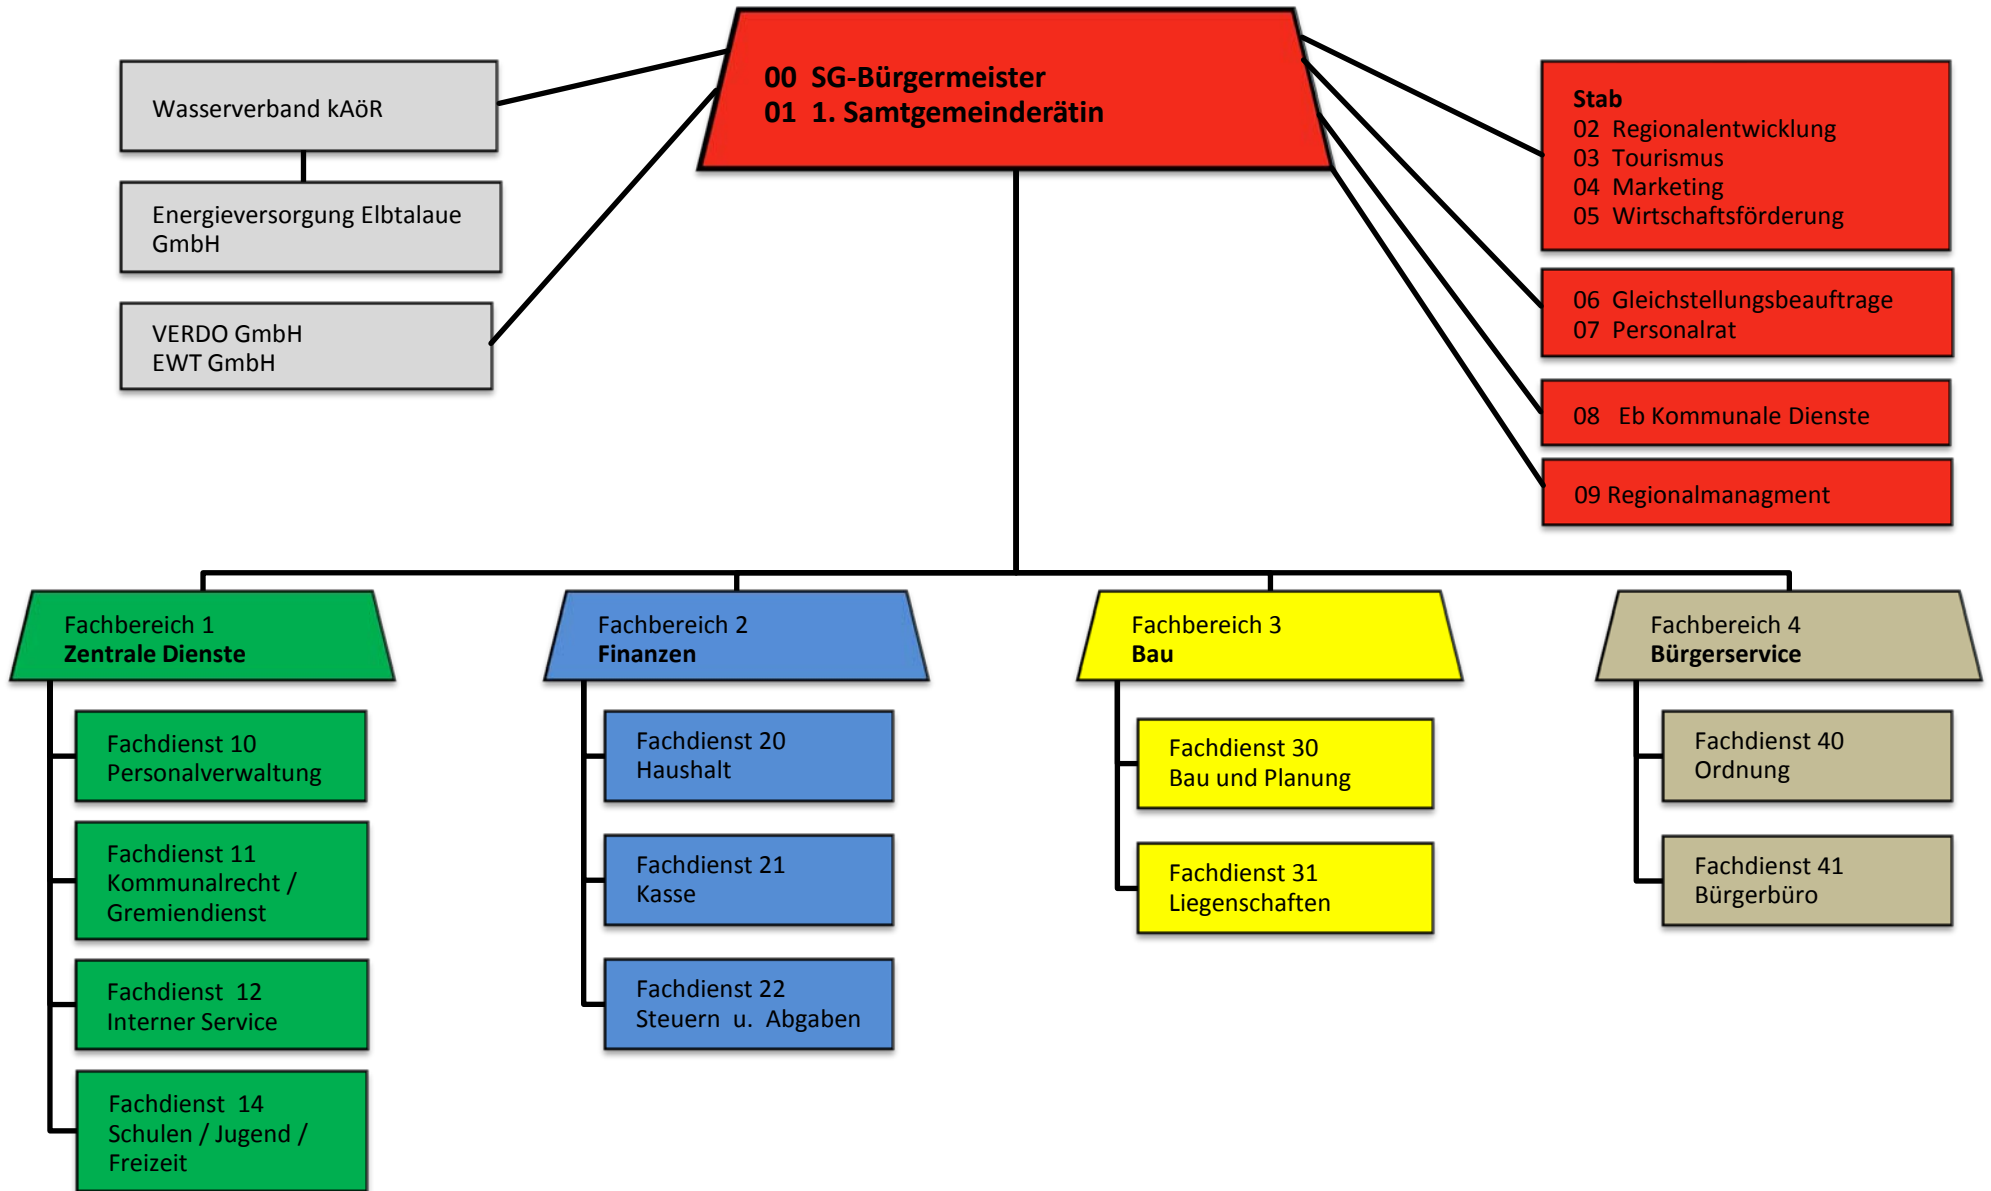 00 SG-Bürgermeister
01 1. Samtgemeinderätin
Wasserverband kAöR
Energieversorgung Elbtalaue
GmbH
VERDO GmbH
EWT GmbH
Stab
02 Regionalentwicklung
03 Tourismus
04 Marketing
05 Wirtschaftsförderung
06 Gleichstellungsbeauftrage
07 Personalrat
08 Eb Kommunale Dienste
09 Regionalmanagment
Fachbereich 1
Zentrale Dienste
Fachdienst 10
Personalverwaltung
Fachdienst 11
Kommunalrecht /
Gremiendienst
Fachdienst 12
Interner Service
Fachdienst 14
Schulen / Jugend /
Freizeit
Fachbereich 2
Finanzen
Fachdienst 20
Haushalt
Fachdienst 21
Kasse
Fachdienst 22
Steuern u. Abgaben
Fachbereich 3
Bau
Fachdienst 30
Bau und Planung
Fachdienst 31
Liegenschaften
Fachbereich 4
Bürgerservice
Fachdienst 40
Ordnung
Fachdienst 41
Bürgerbüro